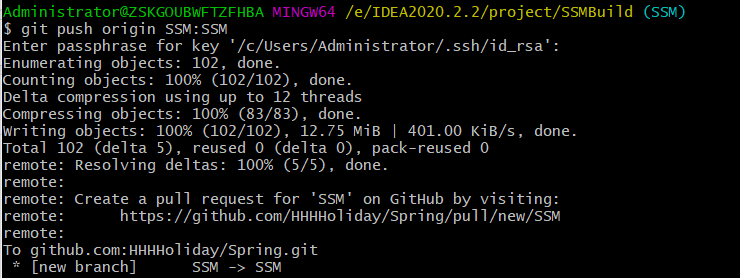 Administrator@ZSKGOUBWFTZFHBA MINGW64 /e/IDEA2020.2.2/project/SSMBuild (SSM)
$ git push origin SSM:SSM
Enter passphrase for key '/c/Users/Administrator/.ssh/id_rsa':
Enumerating objects: 102, done.
Counting objects: 100% (102/102), done.
Delta compression using up to 12 threads
Compressing objects: 100% (83/83), done.
Writing objects: 100% (102/102), 12.75 MiB | 401.00 KiB/s, done.
Total 102 (delta 5), reused 0 (delta 0), pack-reused 0
remote: Resolving deltas: 100% (5/5), done.
remote:
remote: Create a pull request for 'SSM' on GitHub by visiting:
remote:      https://github.com/HHHHoliday/Spring/pull/new/SSM
remote:
To github.com:HHHHoliday/Spring.git
 * [new branch]      SSM -> SSM